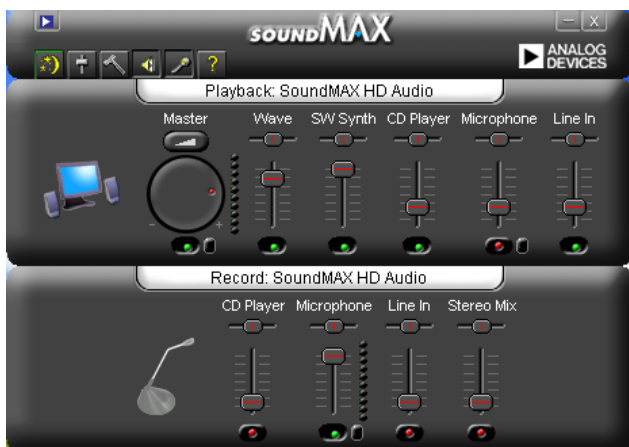 SOUNDMAX
ANALOG
DEVICES
?
Playback: SoundMAX HD Audio
Master Wave SW Synth CD Player Microphone Line In
- +
Record: SoundMAX HD Audio
CD Player Microphone Line In Stereo Mix